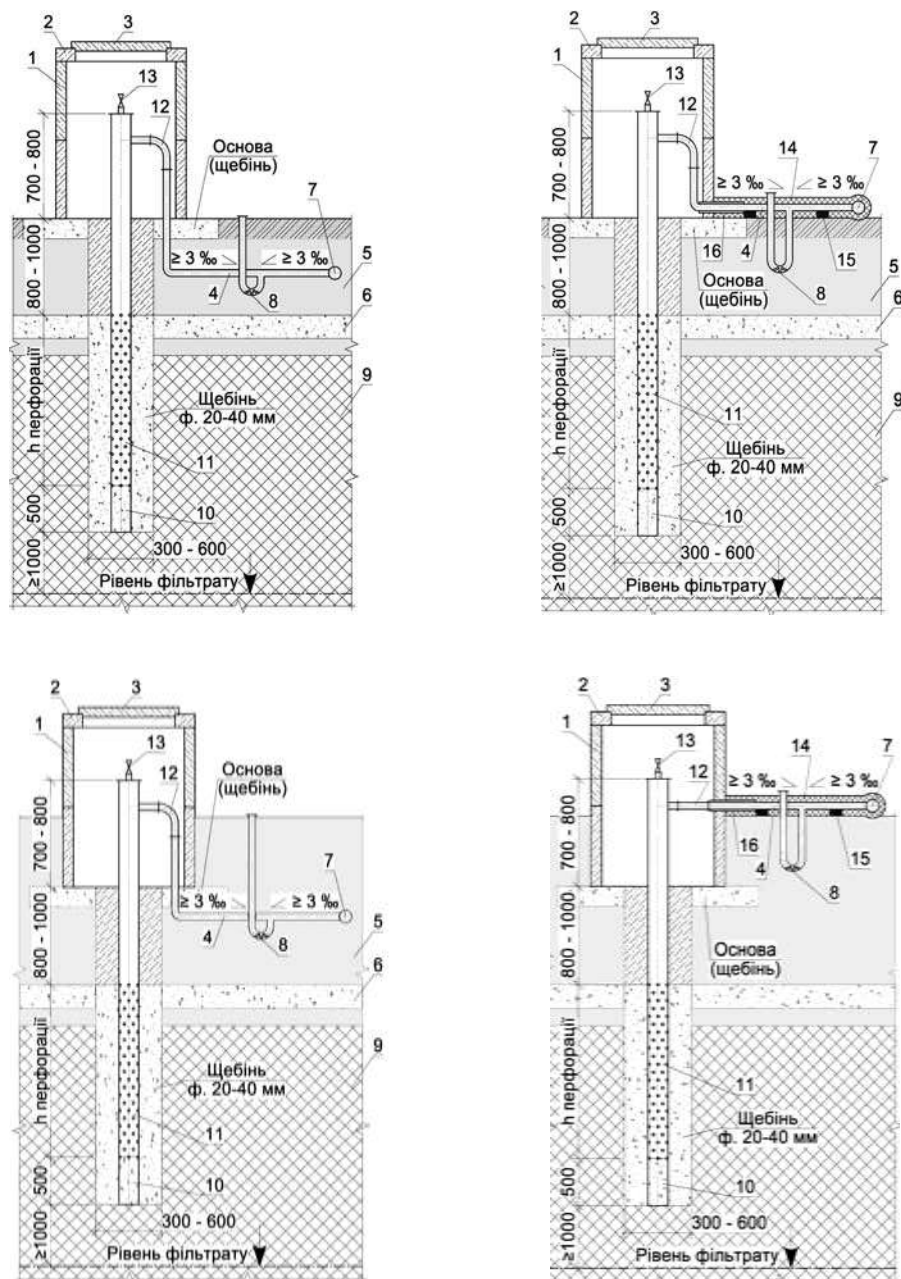 2
3
1
13
12
700 - 800
Основа
(щебінь)
7
≥ 3 ‰
≥ 3 ‰
800 - 1000
4
8
5
6
h перфорації
Щебінь
ф. 20-40 мм
9
11
500
10
≥1000
300 - 600
Рівень фільтрату
2
3
1
13
12
14
7
700 - 800
≥ 3 ‰
≥ 3 ‰
16
4
15
800 - 1000
Основа
(щебінь)
8
5
6
h перфорації
9
11
Щебінь
ф. 20-40 мм
500
10
≥1000
300 - 600
Рівень фільтрату
2
3
1
13
12
Основа
(щебінь)
700 - 800
7
≥ 3 ‰
≥ 3 ‰
800 - 1000
4
8
5
6
h перфорації
9
Щебінь
ф. 20-40 мм
11
500
10
≥1000
300 - 600
Рівень фільтрату
2
3
1
13
12
14
7
≥ 3 ‰
≥ 3 ‰
700 - 800
16
4
15
8
800 - 1000
Основа
(щебінь)
h перфорації
11
Щебінь
ф. 20-40 мм
500
10
≥1000
300 - 600
Рівень фільтрату